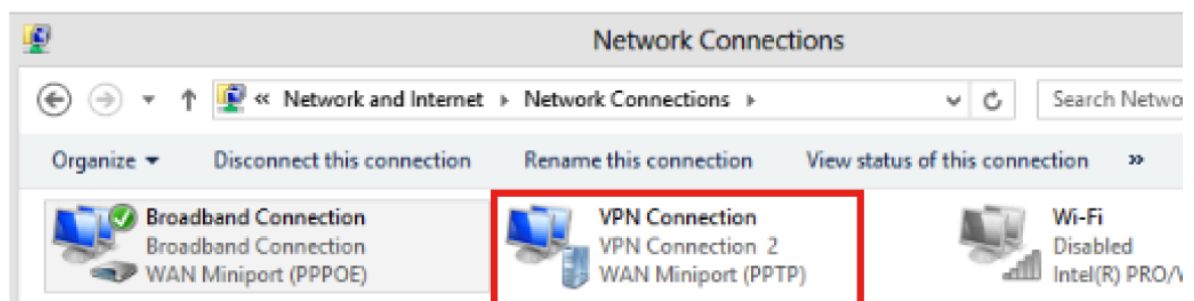 Network Connections
« Network and Internet Network Connections
Search Netwo
Organize Disconnect this connection Rename this connection View status of this connection »
Broadband Connection
Broadband Connection
WAN Miniport (PPPOE)
VPN Connection
VPN Connection 2
WAN Miniport (PPTP)
Wi-Fi
Disabled
Intel(R) PRO/